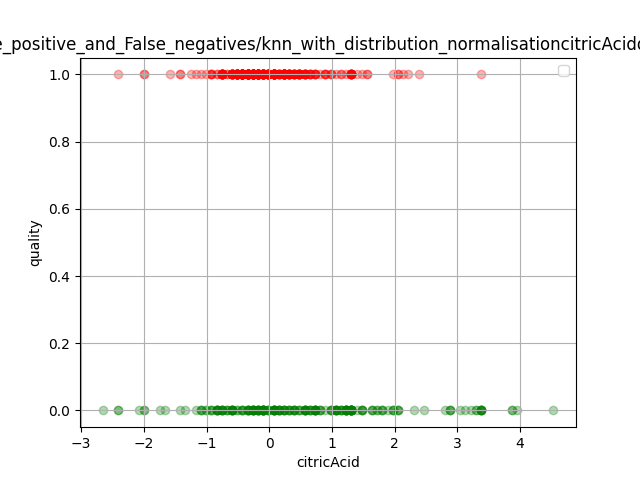 e_positive_and_False_negatives/knn_with_distribution_normalisationcitricAcid
1.0
0.8
0.6
0.4
0.2
0.0
quality
−3 −2 −1 0 1 2 3 4
citricAcid